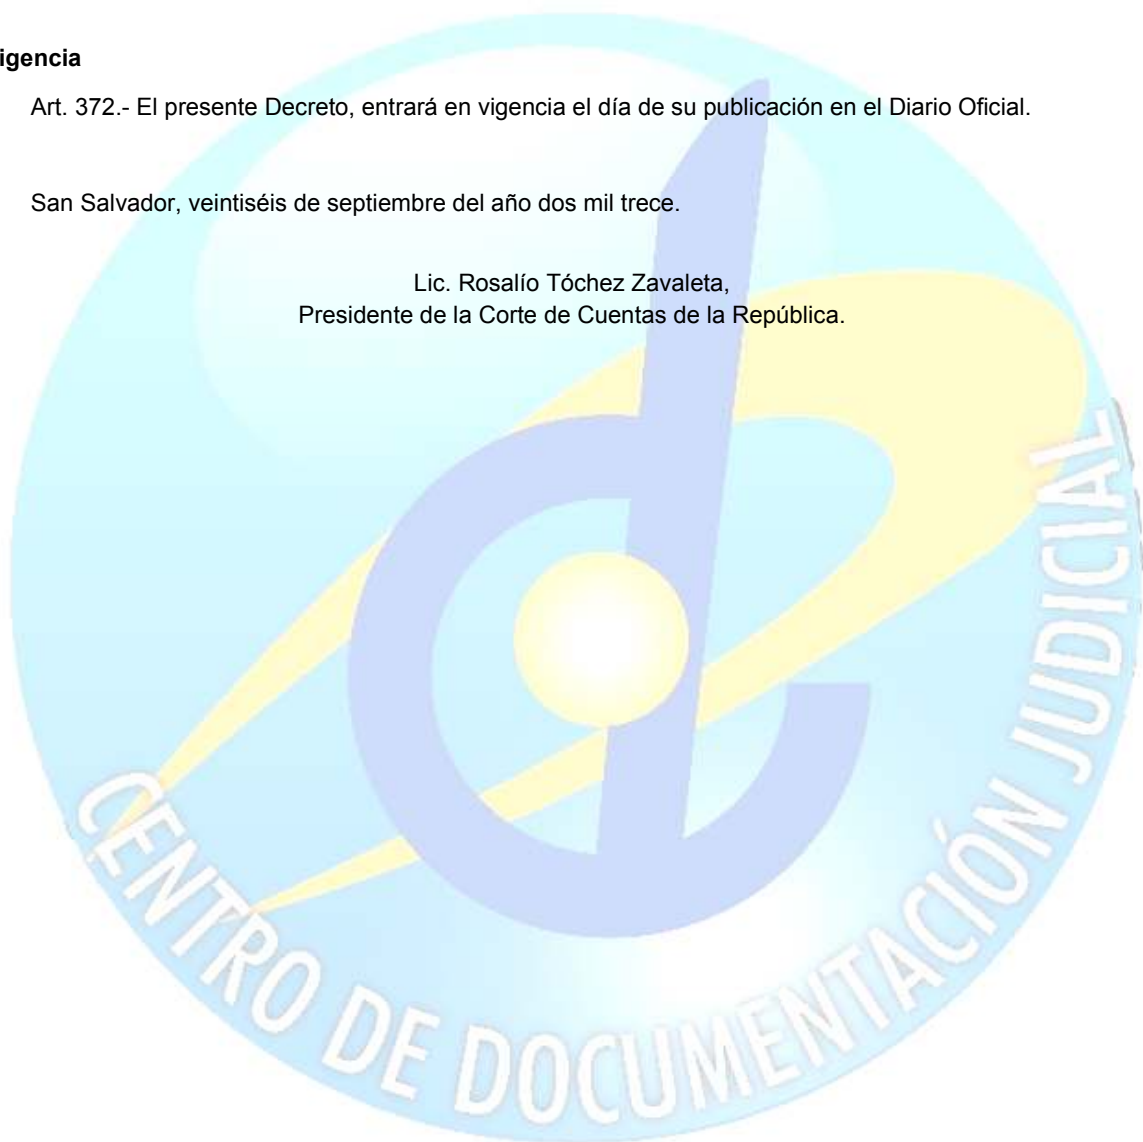 igencia
Art. 372.- El presente Decreto, entrará en vigencia el día de su publicación en el Diario Oficial.
San Salvador, veintiséis de septiembre del año dos mil trece.
Lic. Rosalío Tóchez Zavaleta,
Presidente de la Corte de Cuentas de la República.
CENTRO DE DOCUMENTACIÓN JUDICIAL